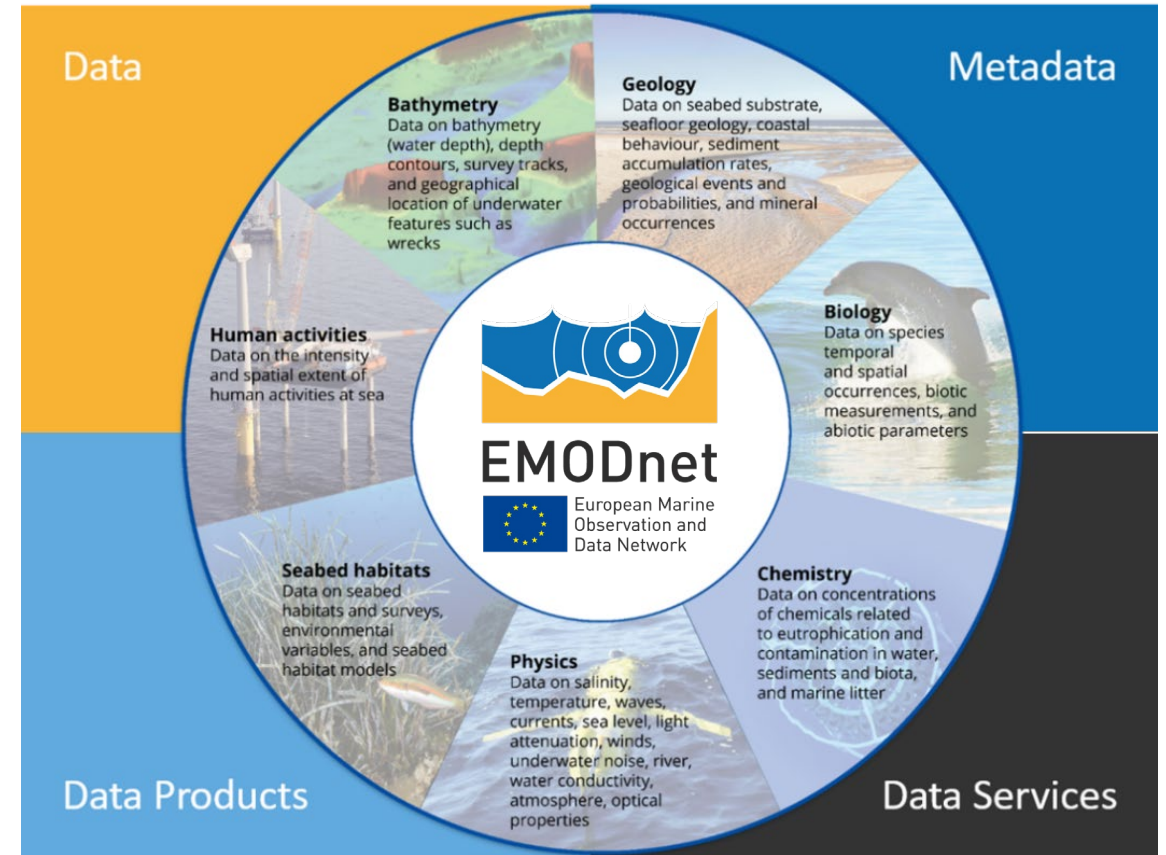 Data
Metadata
Geology
Data on seabed substrate,
seafloor geology, coastal
behaviour, sediment
accumulation rates,
geological events and
probabilities, and mineral
occurrences
Bathymetry
Data on bathymetry
(water depth), depth
contours, survey tracks,
and geographical
location of underwater
features such as
wrecks
Biology
Data on species
temporal
and spatial
occurrences, biotic
measurements, and
abiotic parameters
Human activities
Data on the intensity
and spatial extent of
human activities at sea
EMODnet
European Marine
Observation and
Data Network
Seabed habitats
Data on seabed
habitats and surveys,
environmental
variables, and seabed
habitat models
Chemistry
Data on concentrations
of chemicals related
to eutrophication and
contamination in water,
sediments and biota,
and marine litter
Physics
Data on salinity,
temperature, waves,
currents, sea level, light
attenuation, winds,
underwater noise, river,
water conductivity,
atmosphere, optical
properties
Data Products
Data Services